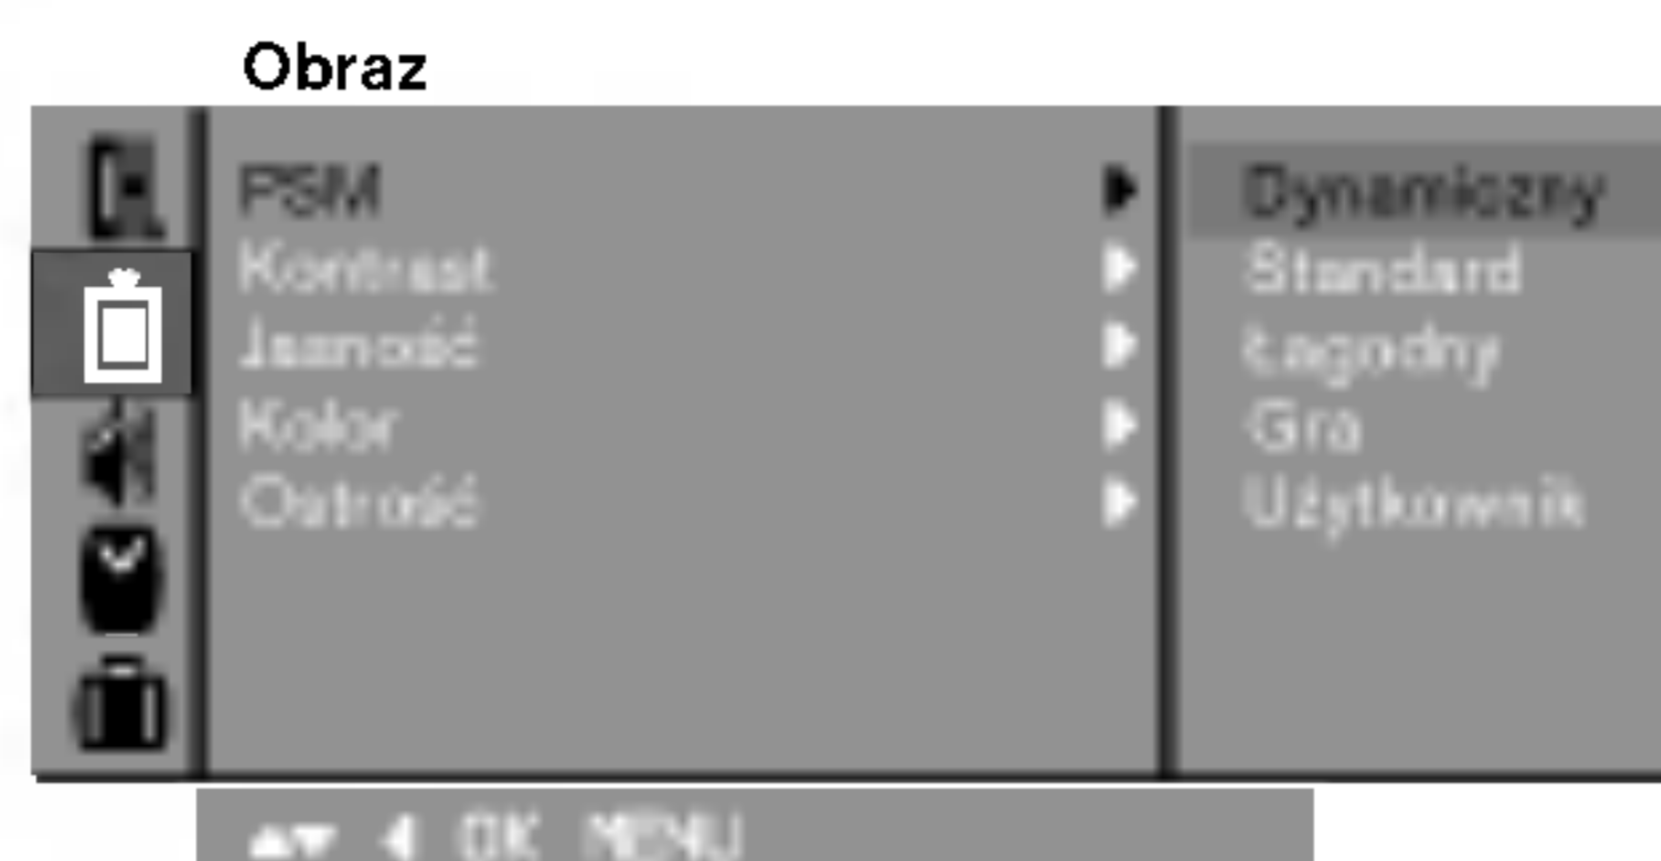 Obraz
PSM
Kontrast
Jasność
Kolor
Ostrość
Dynamiczny
Standard
Łagodny
Gra
Użytkownik
OK MENU